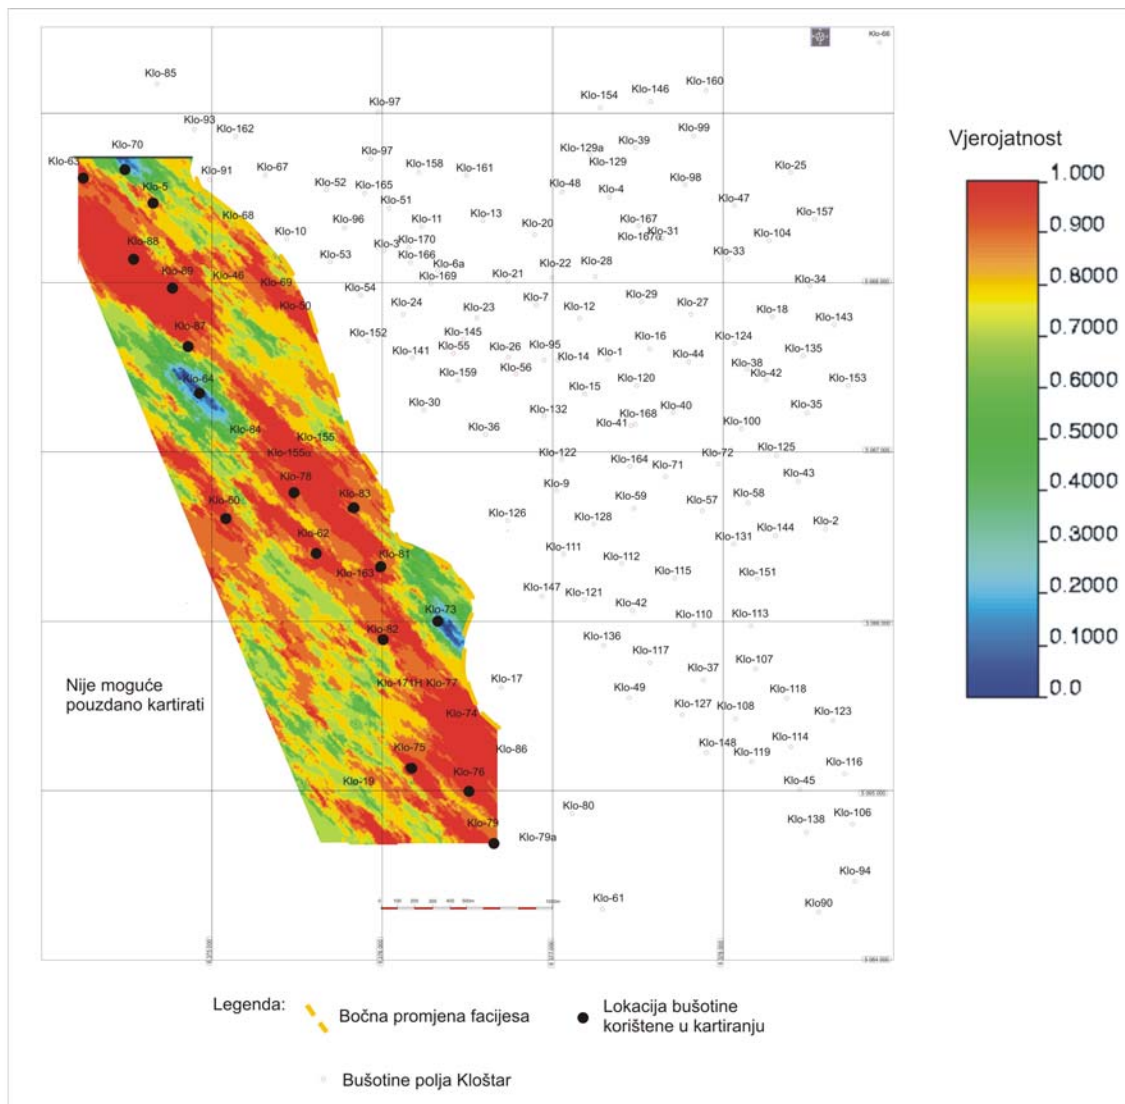 Klo-66
Klo-85
Klo-160
Klo-146
Klo-154
Klo-97
Klo-93
Klo-162
Klo-99
Klo-70
Klo-39
Klo-129a
Klo-97
Klo-129
Klo-63
Klo-91
Klo-67
Klo-158
Klo-161
Klo-25
Klo-5
Klo-52
Klo-165
Klo-48
Klo-4
Klo-98
Klo-47
Klo-51
Klo-68
Klo-96
Klo-11
Klo-13
Klo-20
Klo-167
Klo-157
Klo-10
Klo-170
Klo-31
Klo-104
Klo-88
Klo-3
Klo-53
Klo-166
Klo-6a
Klo-33
Klo-89
Klo-46
Klo-69
Klo-169
Klo-21
Klo-22
Klo-28
Klo-34
Klo-54
Klo-50
Klo-24
Klo-23
Klo-7
Klo-12
Klo-29
Klo-27
Klo-18
Klo-143
Klo-87
Klo-152
Klo-145
Klo-141
Klo-55
Klo-26
Klo-95
Klo-14
Klo-1
Klo-16
Klo-44
Klo-124
Klo-135
Klo-38
Klo-64
Klo-159
Klo-56
Klo-15
Klo-120
Klo-42
Klo-153
Klo-30
Klo-132
Klo-168
Klo-40
Klo-35
Klo-84
Klo-155
Klo-36
Klo-41
Klo-100
Klo-122
Klo-164
Klo-71
Klo-72
Klo-125
Klo-78
Klo-83
Klo-9
Klo-59
Klo-57
Klo-58
Klo-43
Klo-60
Klo-62
Klo-126
Klo-128
Klo-131
Klo-144
Klo-2
Klo-81
Klo-163
Klo-111
Klo-112
Klo-115
Klo-151
Klo-147
Klo-121
Klo-42
Klo-73
Klo-110
Klo-113
Klo-82
Klo-136
Klo-117
Klo-37
Klo-107
Klo-171H
Klo-77
Klo-17
Klo-49
Klo-118
Klo-74
Klo-127
Klo-108
Klo-123
Klo-75
Klo-86
Klo-148
Klo-119
Klo-114
Klo-19
Klo-76
Klo-45
Klo-116
Klo-79
Klo-79a
Klo-80
Klo-138
Klo-106
Klo-94
Klo-61
Klo90
Nije moguće
pouzdano kartirati
Vjerojatnost
1.000
0.900
0.8000
0.7000
0.6000
0.5000
0.4000
0.3000
0.2000
0.1000
0.0
Legenda:
Bočna promjena facijesa
Lokacija bušotine
korištene u kartiranju
Bušotine polja Kloštar